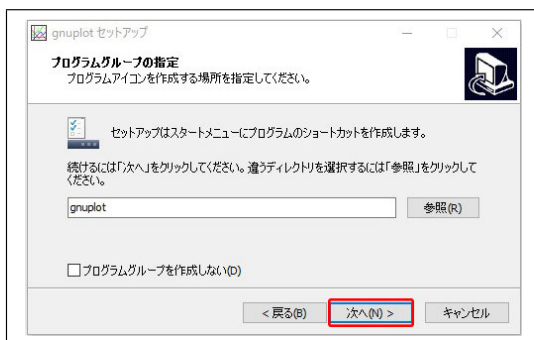 gnuplot セットアップ
プログラムグループの指定
プログラムアイコンを作成する場所を指定してください。
セットアップはスタートメニューにプログラムのショートカットを作成します。
続けるには「次へ」をクリックしてください。違うディレクトリを選択するには「参照」をクリックして
ください。
gnuplot
参照(R)
プログラムグループを作成しない(D)
< 戻る(B)
次へ(N) >
キャンセル